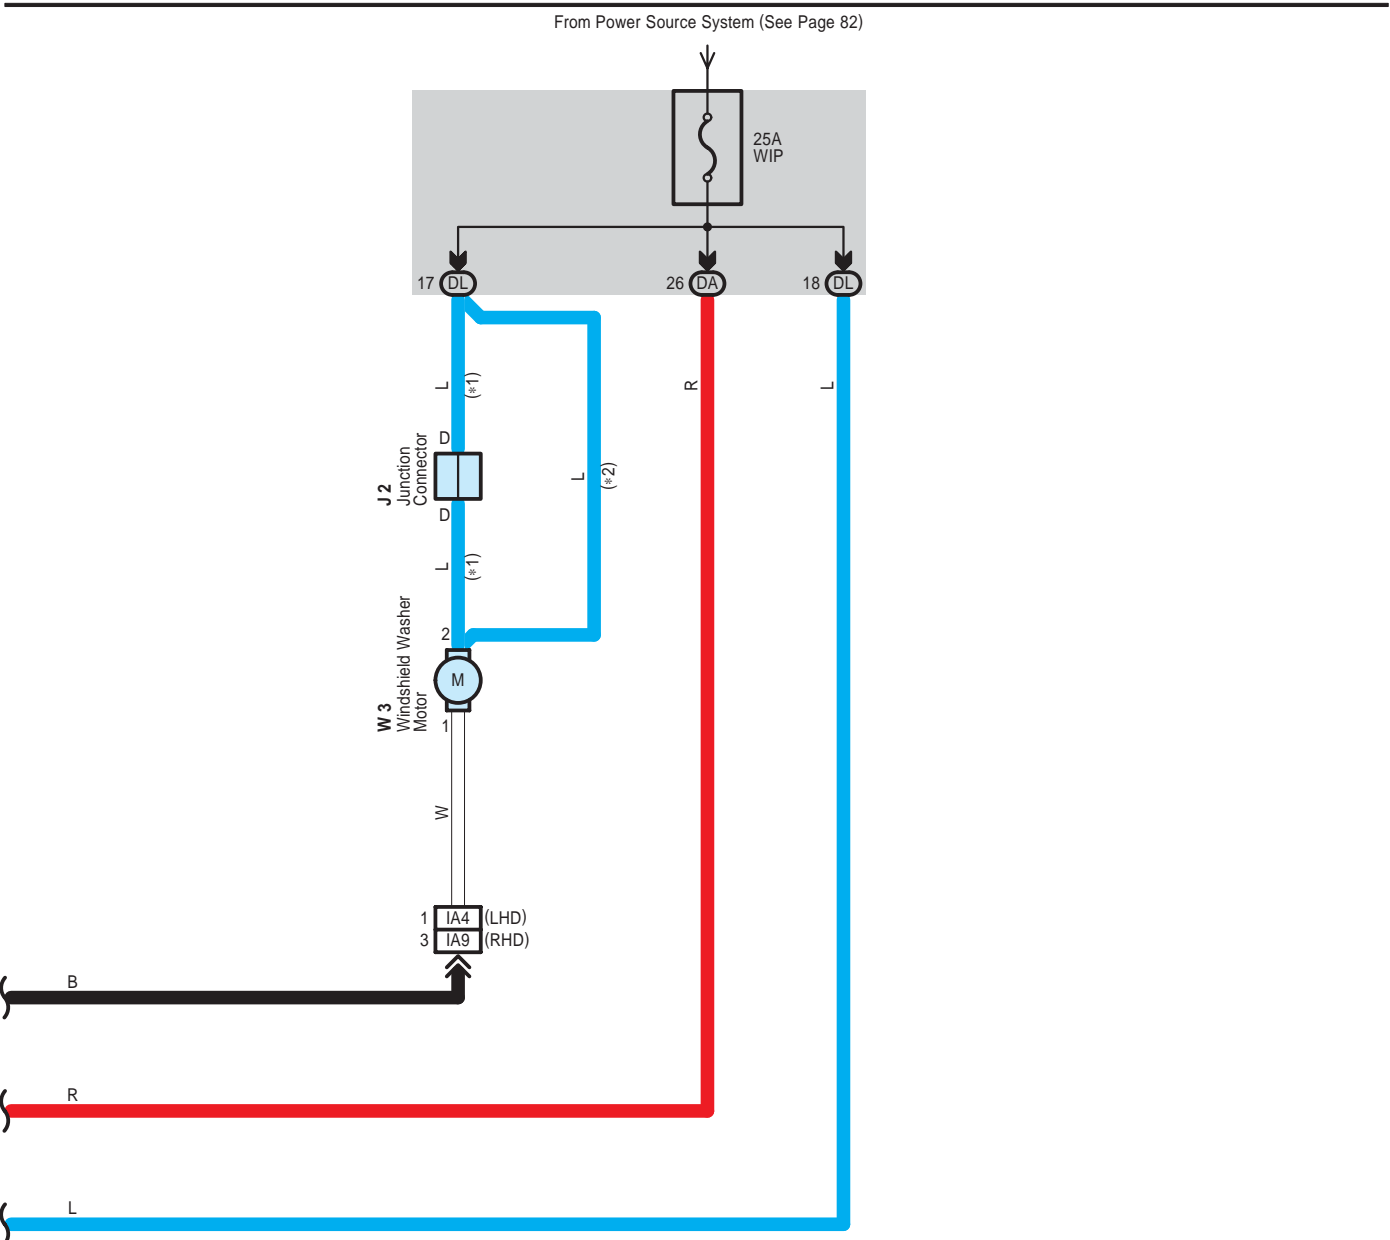 From Power Source System (See Page 82)
25A
WIP
17 DL
26 DA
18 DL
L
(*1)
R
L
D
J 2
Junction
Connector
L
(*2)
D
L
(*1)
2
W 3
Windshield Washer
Motor
M
1
W
1 IA4 (LHD)
3 IA9 (RHD)
B
R
L